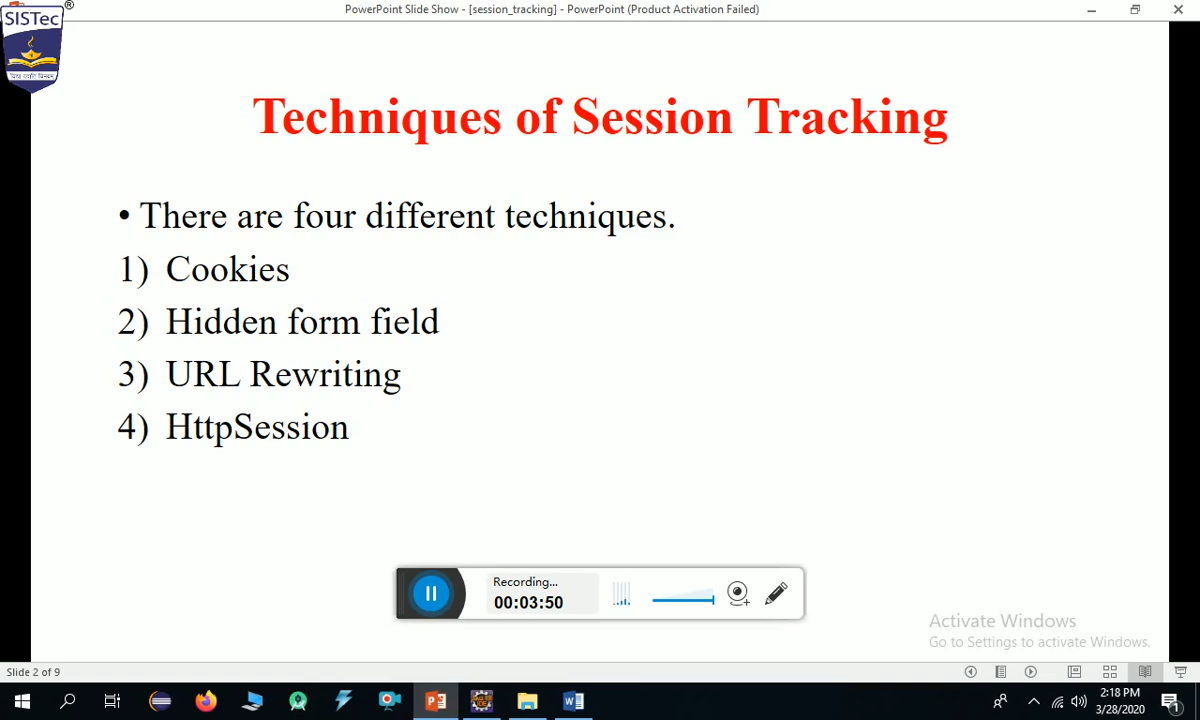 PowerPoint Slide Show - [session_tracking] - PowerPoint (Product Activation Failed)
SISTec ®
Techniques of Session Tracking
• There are four different techniques.
1) Cookies
2) Hidden form field
3) URL Rewriting
4) HttpSession
Recording...
00:03:50
Activate Windows
Go to Settings to activate Windows.
Slide 2 of 9
2:18 PM
3/28/2020
1